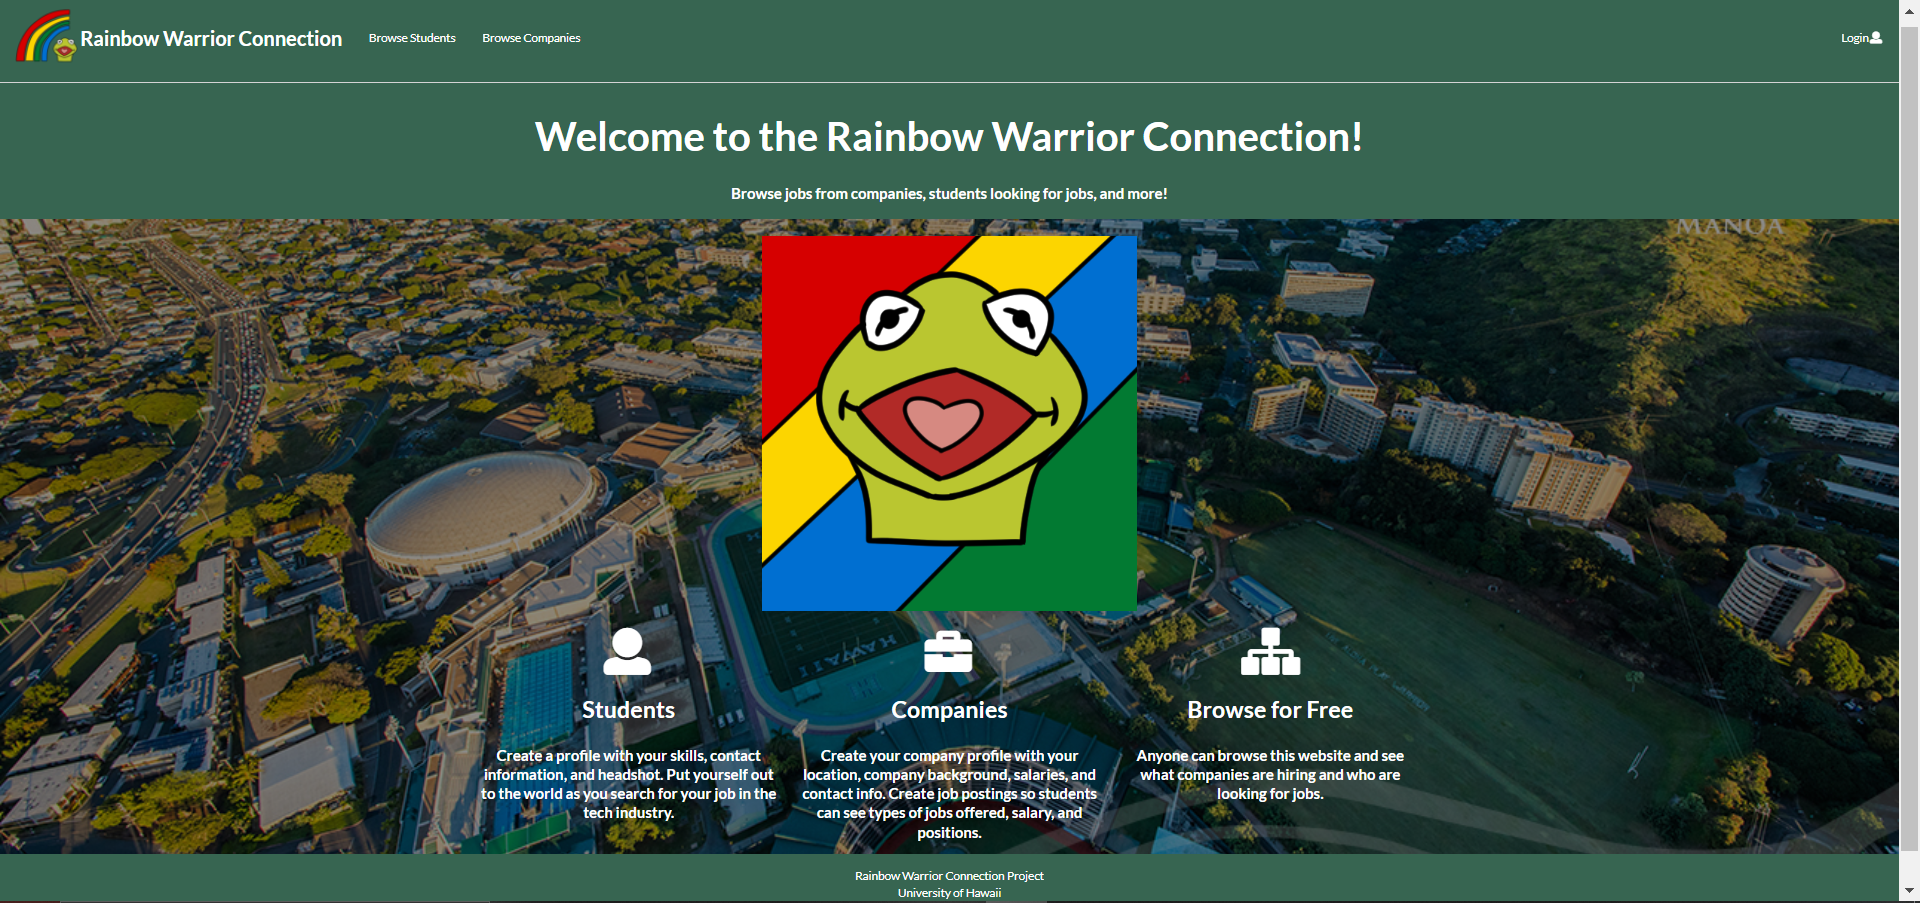 Rainbow Warrior Connection
Browse Students
Browse Companies
Login
Welcome to the Rainbow Warrior Connection!
Browse jobs from companies, students looking for jobs, and more!
MANOA
HAWAII
Students
Create a profile with your skills, contact
information, and headshot. Put yourself out
to the world as you search for your job in the
tech industry.
Companies
Create your company profile with your
location, company background, salaries, and
contact info. Create job postings so students
can see types of jobs offered, salary, and
positions.
Browse for Free
Anyone can browse this website and see
what companies are hiring and who are
looking for jobs.
Rainbow Warrior Connection Project
University of Hawaii